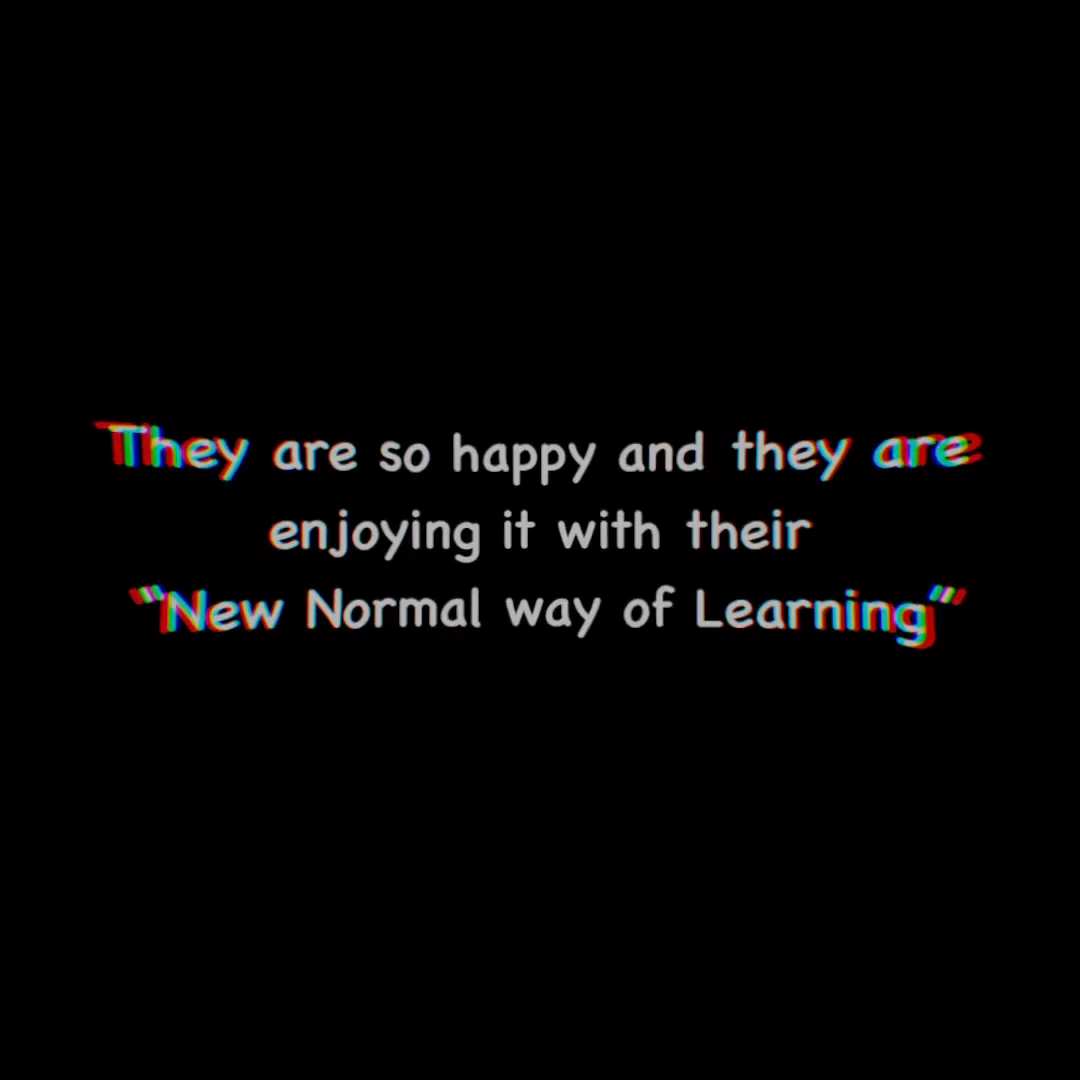 They are so happy and they are
enjoying it with their
"New Normal way of Learning"